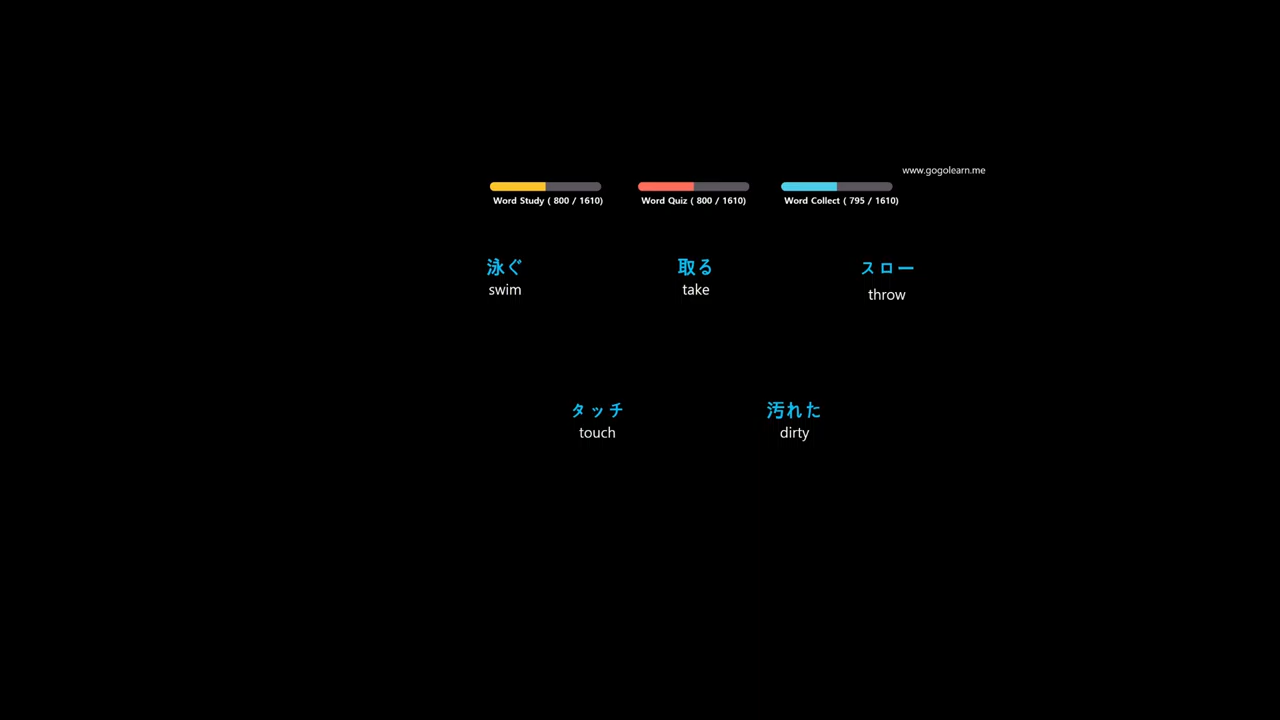 www.gogolearn.me
Word Study ( 800 / 1610)
Word Quiz ( 800 / 1610)
Word Collect ( 795 / 1610)
泳ぐ
swim
取る
take
スロー
throw
タッチ
touch
汚れた
dirty